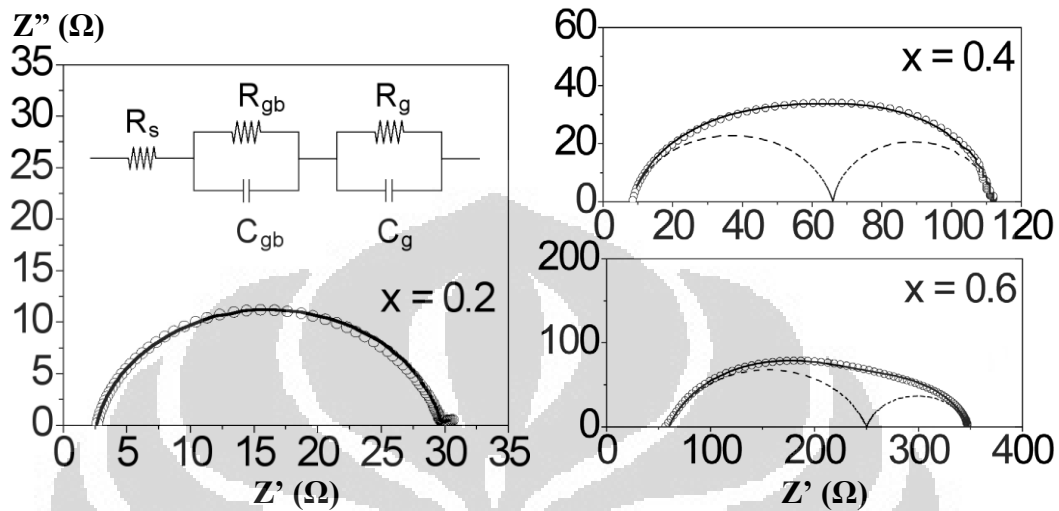 Z’’ (Ω)
35
30
25
20
15
10
5
0
R_s
R_gb
R_g
C_gb
C_g
x = 0.2
0 5 10 15 20 25 30 35
Z’ (Ω)
60
40
20
0
x = 0.4
0 20 40 60 80 100 120
200
100
0
x = 0.6
0 100 200 300 400
Z’ (Ω)